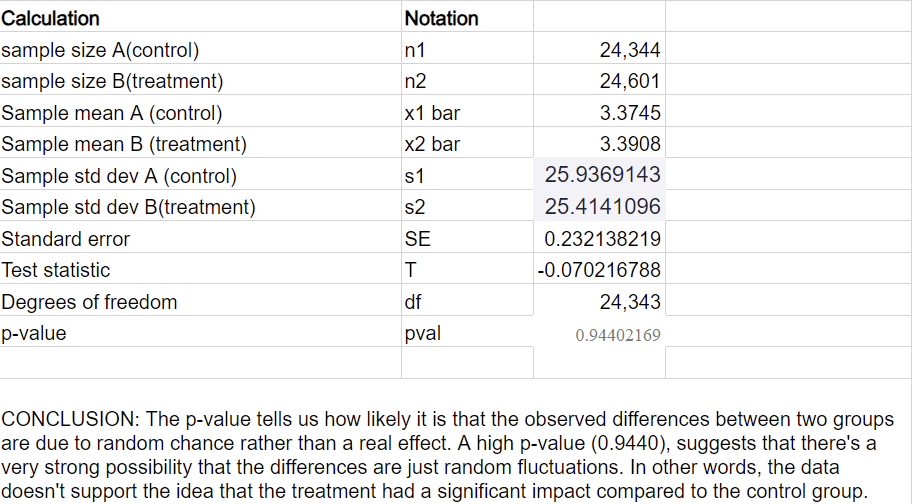 Calculation Notation
sample size A(control) n1 24,344
sample size B(treatment) n2 24,601
Sample mean A (control) x1 bar 3.3745
Sample mean B (treatment) x2 bar 3.3908
Sample std dev A (control) s1 25.9369143
Sample std dev B(treatment) s2 25.4141096
Standard error SE 0.232138219
Test statistic T -0.070216788
Degrees of freedom df 24,343
p-value pval 0.94402169
CONCLUSION: The p-value tells us how likely it is that the observed differences between two groups
are due to random chance rather than a real effect. A high p-value (0.9440), suggests that there's a
very strong possibility that the differences are just random fluctuations. In other words, the data
doesn't support the idea that the treatment had a significant impact compared to the control group.